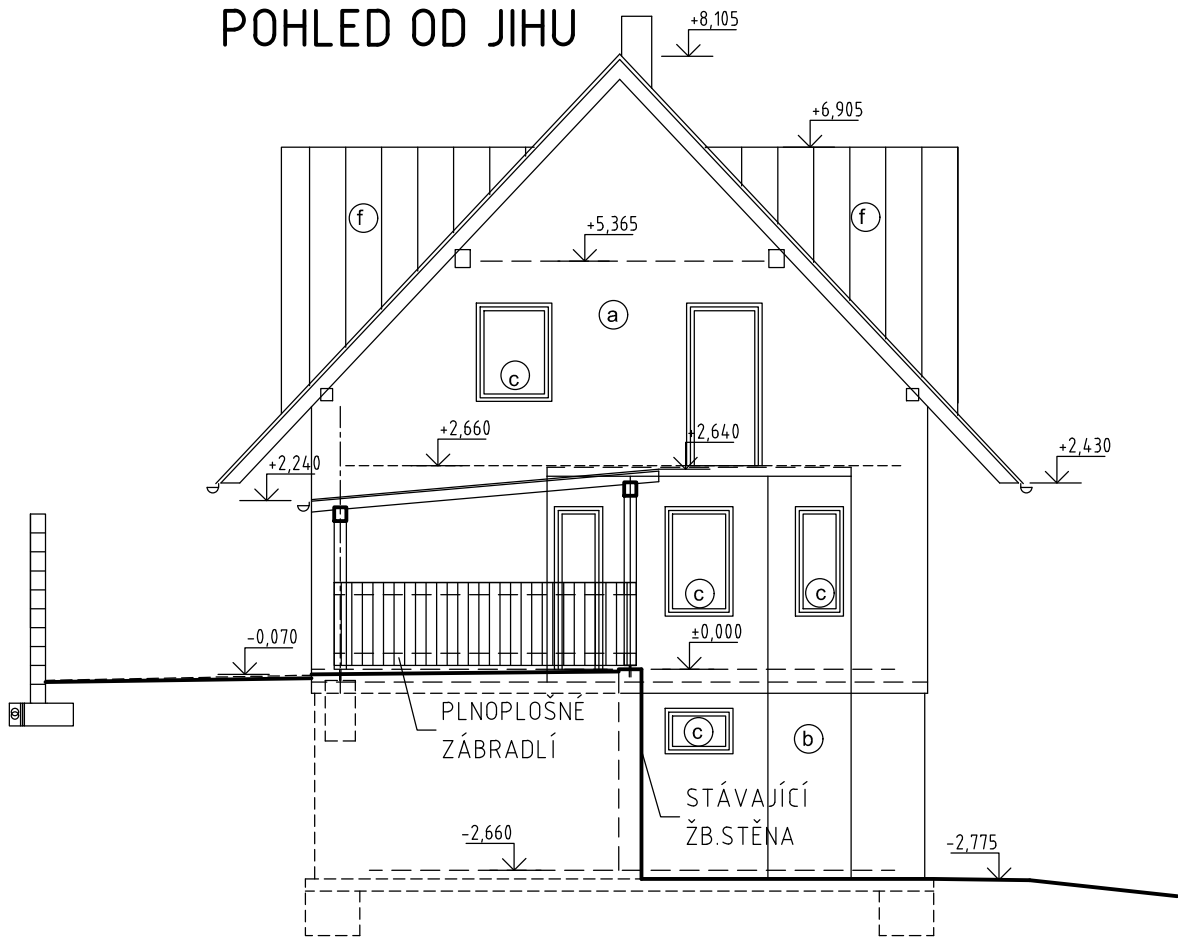 POHLED OD JIHU
+8,105
+6,905
f
f
+5,365
a
c
+2,660
+2,640
+2,430
+2,240
c
c
-0,070
±0,000
PLNOPLOŠNÉ
ZÁBRADLÍ
c
b
STÁVAJÍCÍ
ŽB.STĚNA
-2,660
-2,775